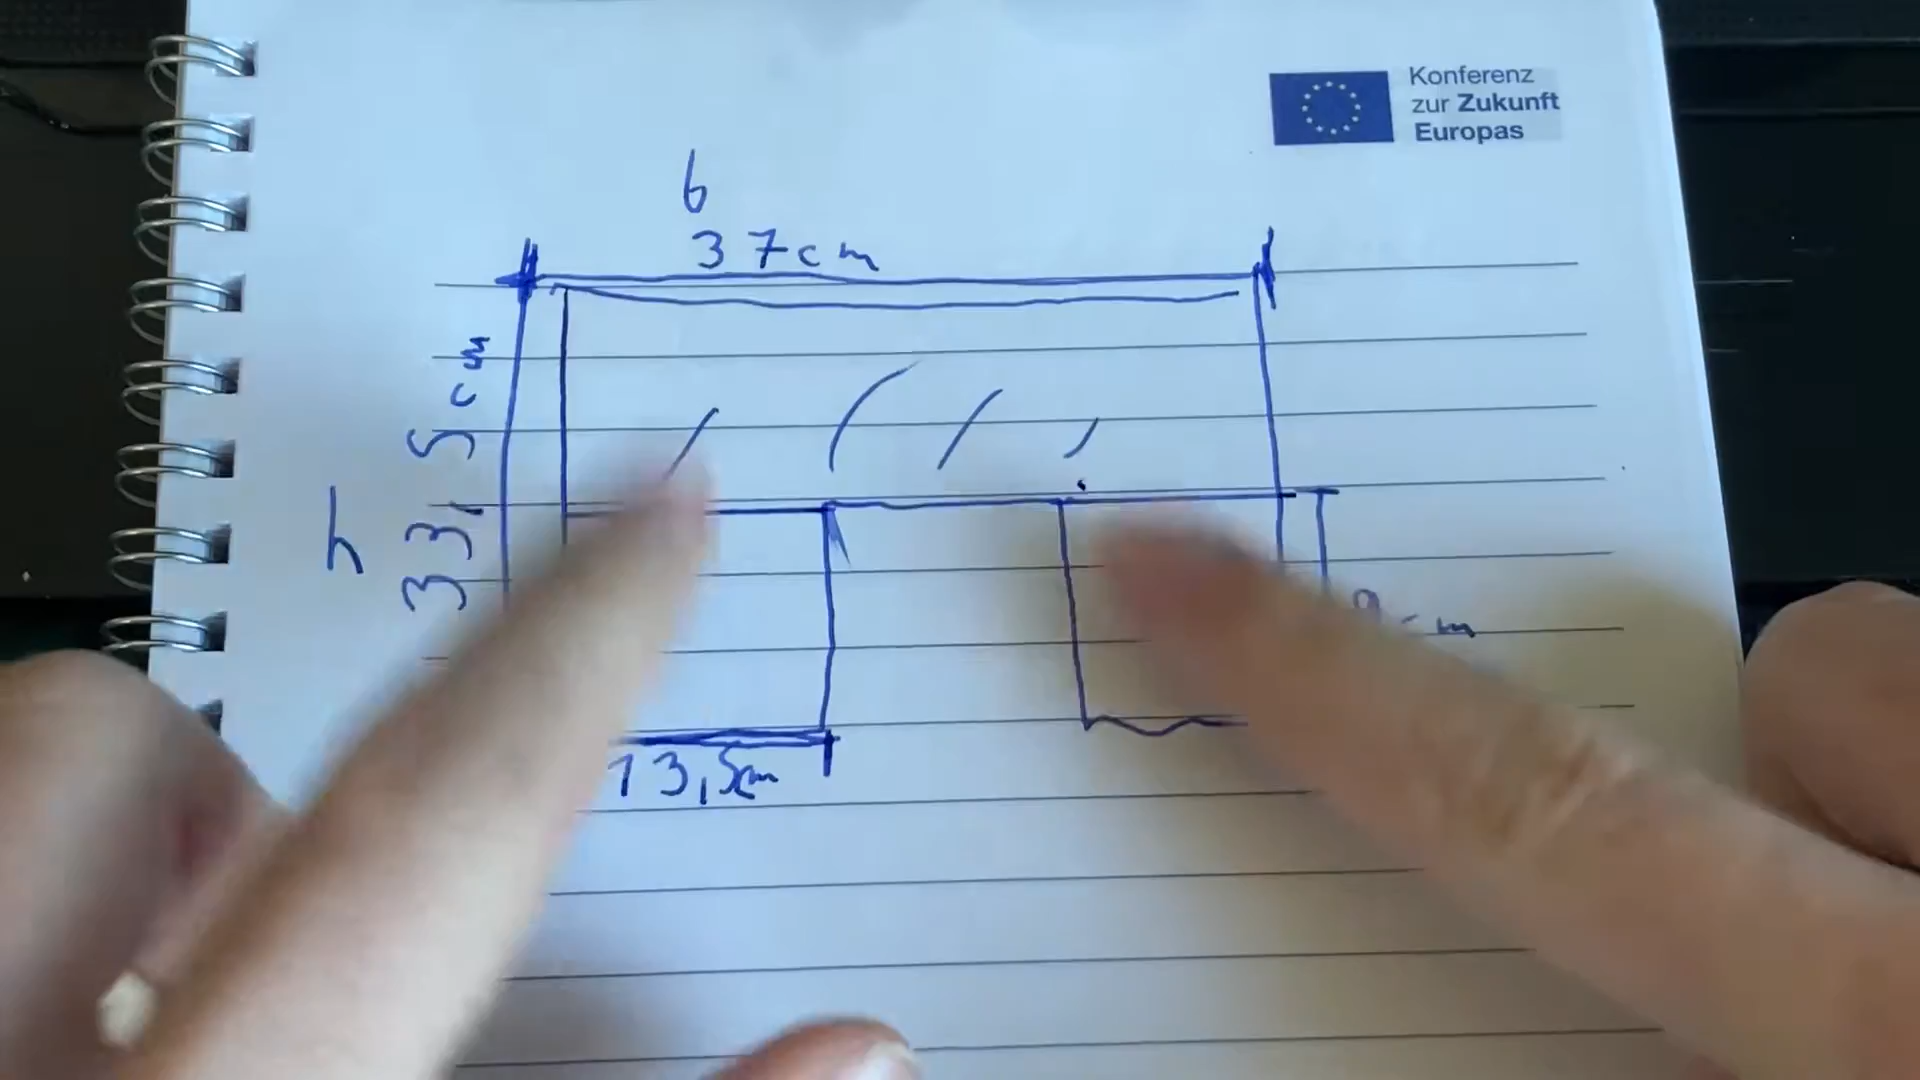 Konferenz
zur Zukunft
Europas
b
37cm
h
33,5cm
13,5cm